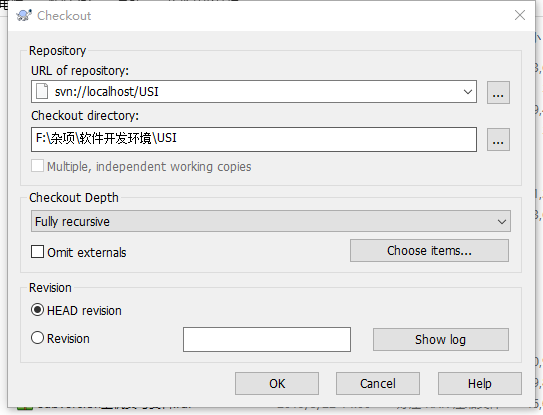 Checkout
Repository
URL of repository:
svn://localhost/USI
...
Checkout directory:
F:\杂项\软件开发环境\USI
...
Multiple, independent working copies
Checkout Depth
Fully recursive
Omit externals
Choose items...
Revision
HEAD revision
Revision
Show log
OK
Cancel
Help